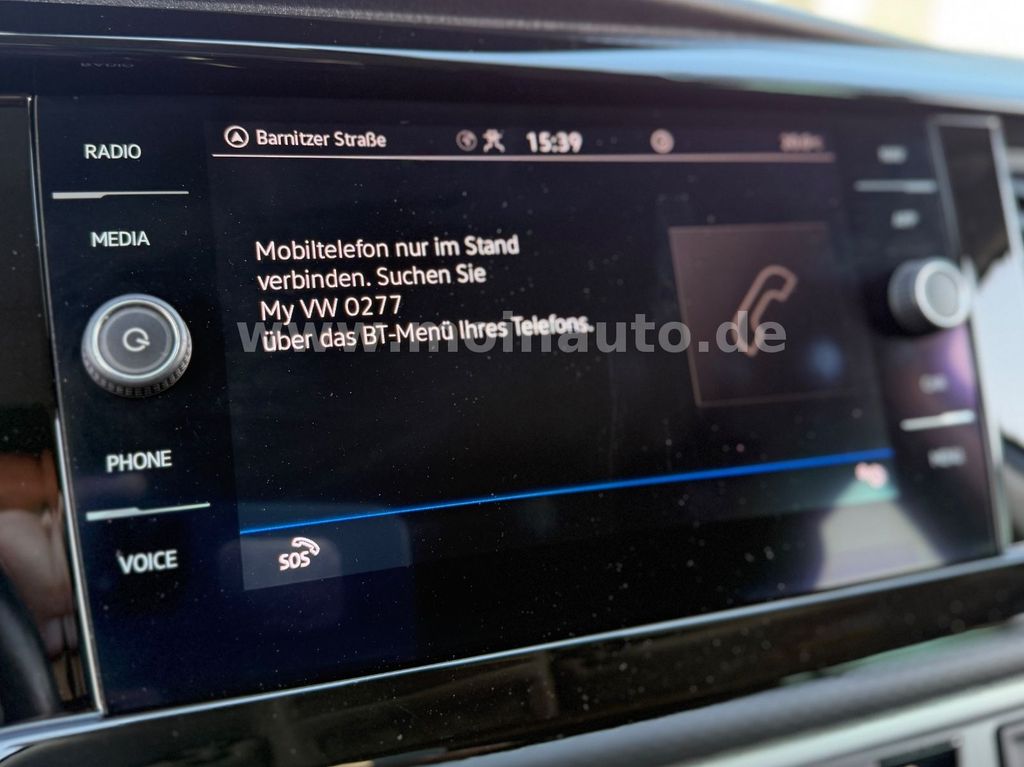 RADIO
Barnitzer Straße
15:39
MEDIA
Mobiltelefon nur im Stand
verbinden. Suchen Sie
My VW 0277
über das BT-Menü Ihres Telefons.
www.moinauto.de
PHONE
SOS
VOICE